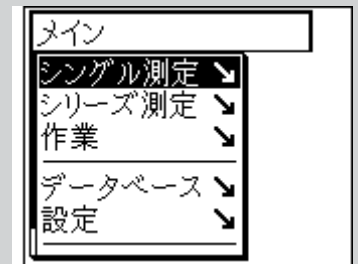 メイン
シングル測定 ➘
シリーズ測定 ➘
作業 ➘
データベース ➘
設定 ➘